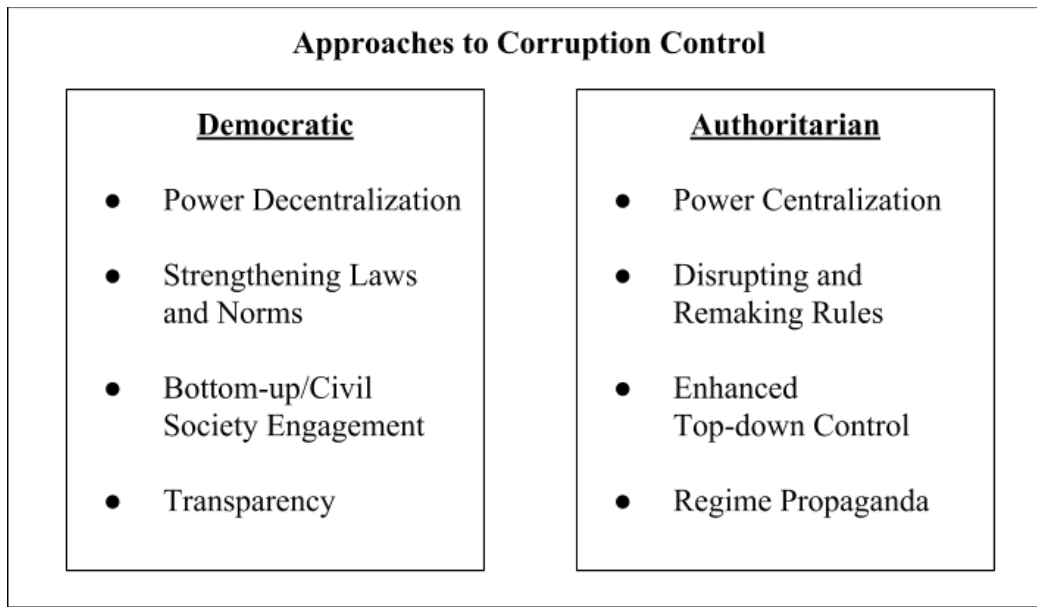 Approaches to Corruption Control
Democratic
● Power Decentralization
● Strengthening Laws
and Norms
● Bottom-up/Civil
Society Engagement
● Transparency
Authoritarian
● Power Centralization
● Disrupting and
Remaking Rules
● Enhanced
Top-down Control
● Regime Propaganda